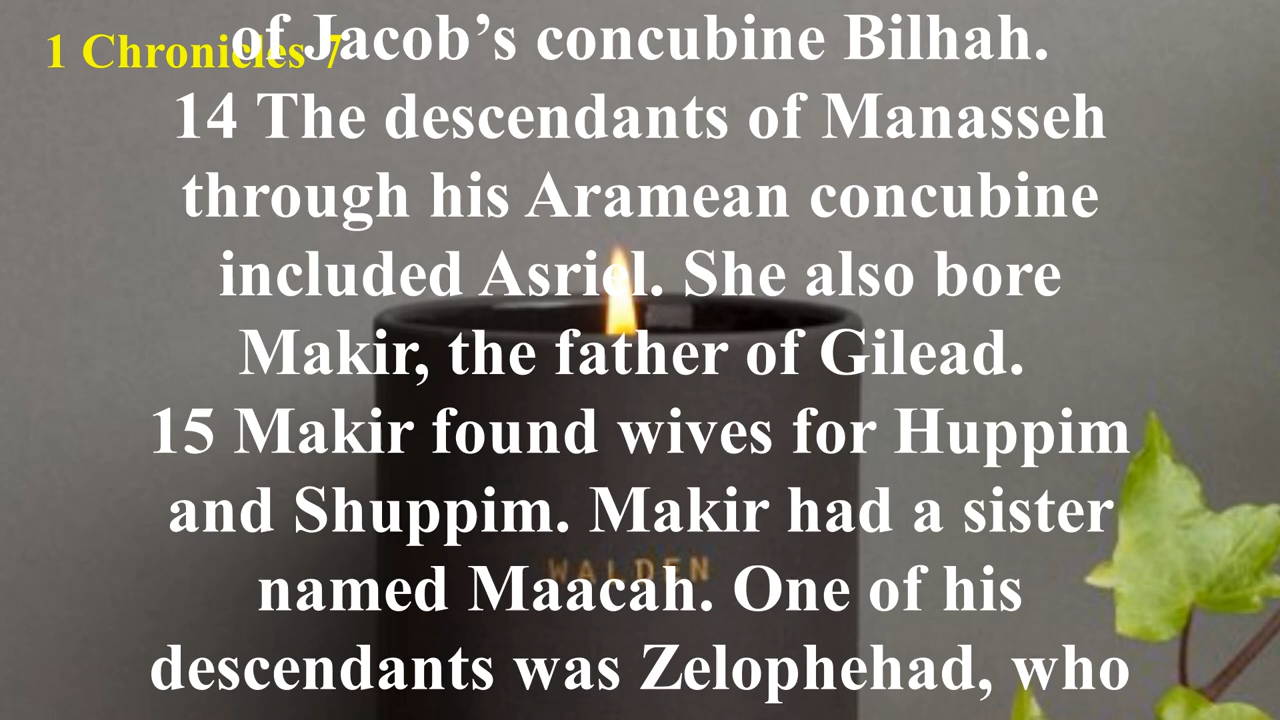 1 Chronicles 7
of Jacob’s concubine Bilhah.
14 The descendants of Manasseh
through his Aramean concubine
included Asriel. She also bore
Makir, the father of Gilead.
15 Makir found wives for Huppim
and Shuppim. Makir had a sister
WALDEN
named Maacah. One of his
descendants was Zelophehad, who